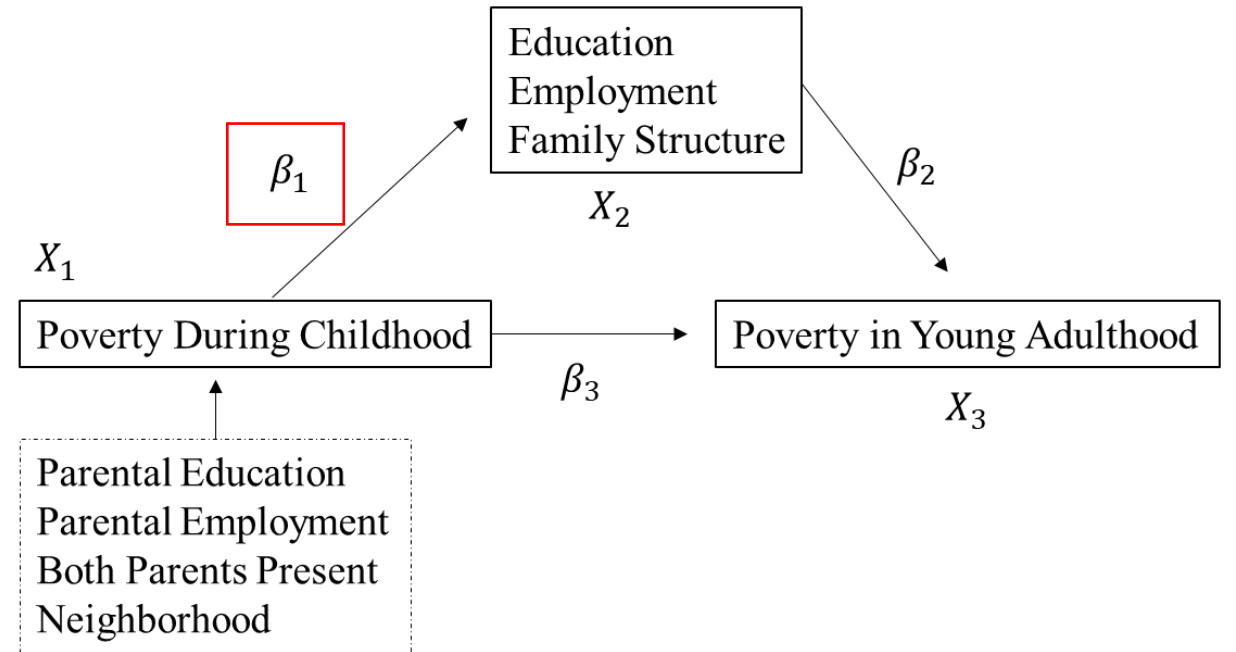 Education
Employment
Family Structure
β₁
β₂
X₂
X₁
Poverty During Childhood
Poverty in Young Adulthood
β₃
X₃
Parental Education
Parental Employment
Both Parents Present
Neighborhood